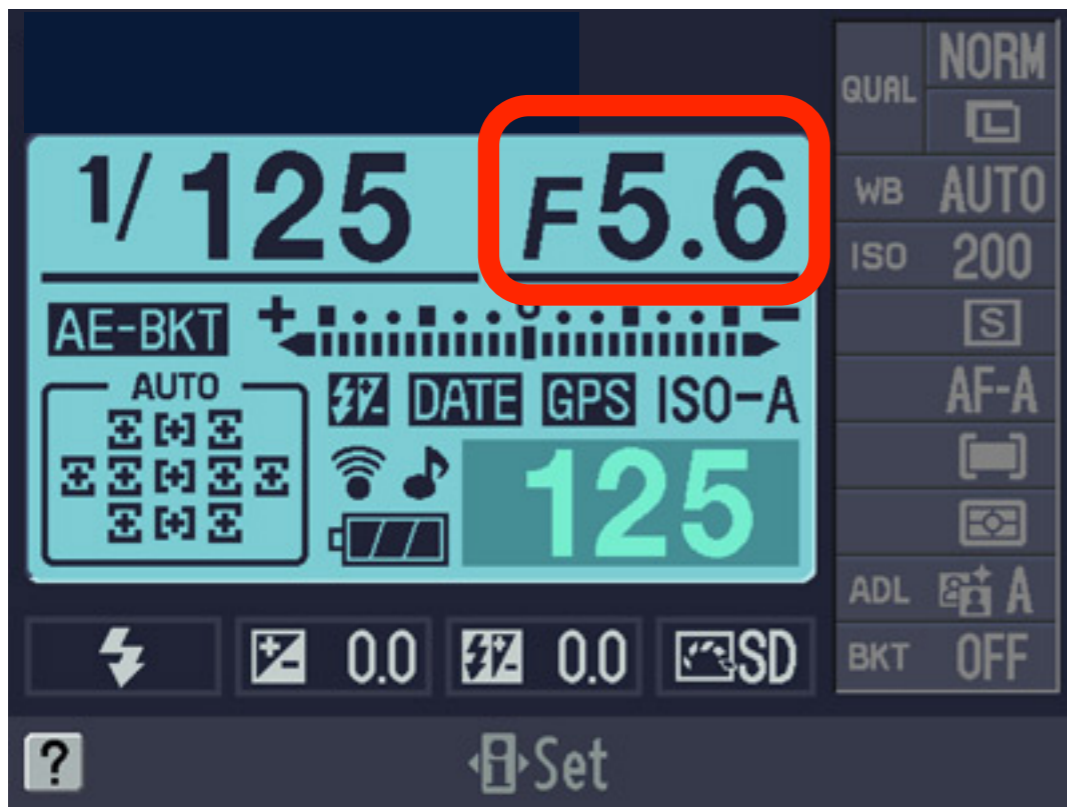 QUAL NORM
L
1/125 F5.6
WB AUTO
ISO 200
AE-BKT + 0 -
S
AUTO
DATE GPS ISO-A
AF-A
125
ADL A
0.0 0.0 SD
BKT OFF
? i Set